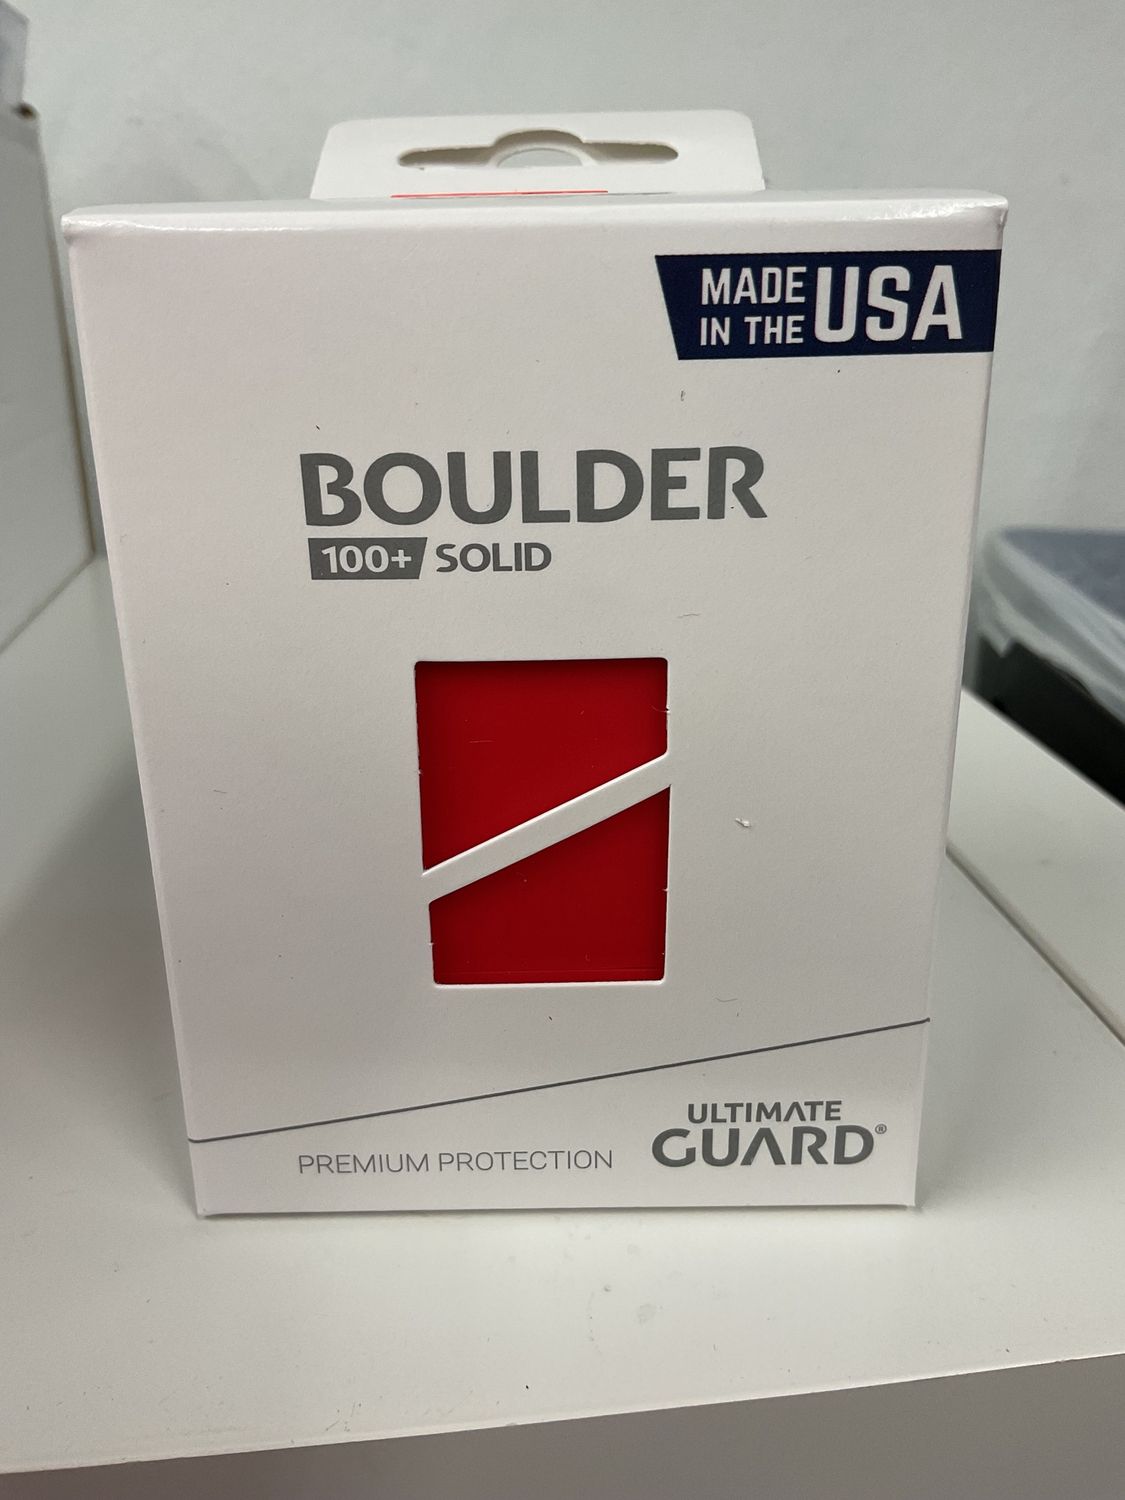 MADE
IN THE USA
BOULDER
100+ SOLID
PREMIUM PROTECTION
ULTIMATE
GUARD®